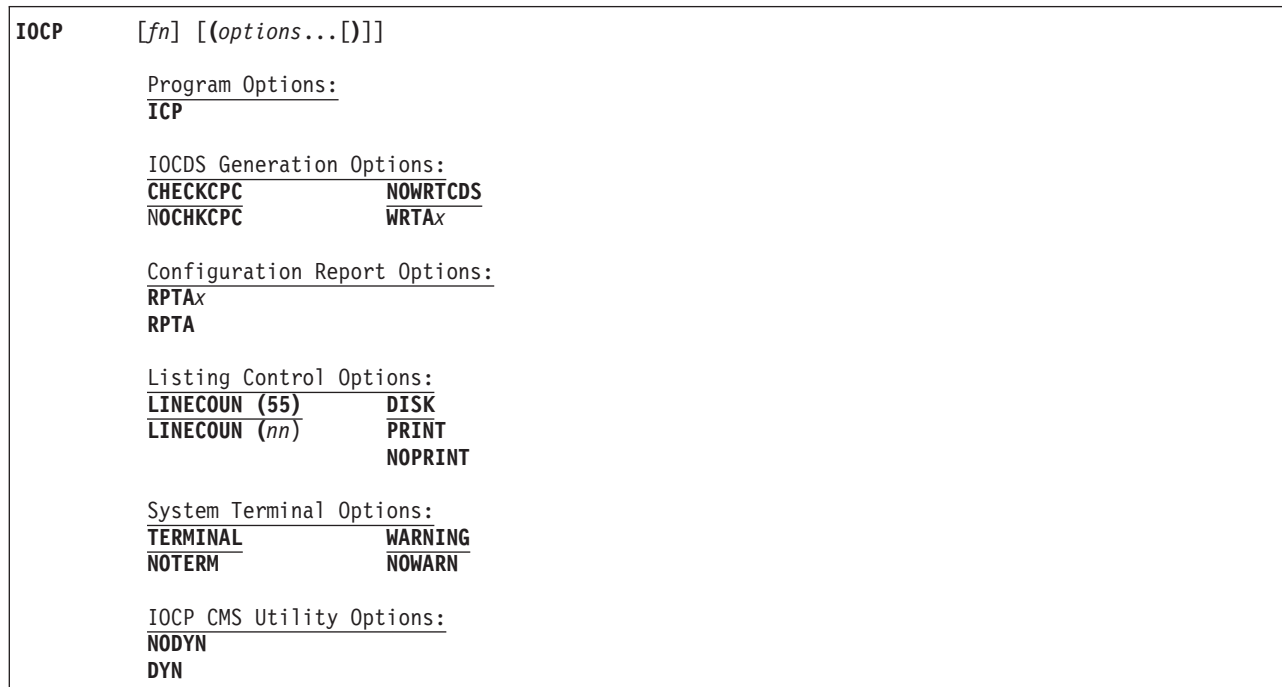 IOCP [fn] [(options...[)]]
Program Options:
ICP
IOCDS Generation Options:
CHECKCPC NOWRTCDS
NOCHKCPC WRTAx
Configuration Report Options:
RPTAx
RPTA
Listing Control Options:
LINECOUN (55) DISK
LINECOUN (nn) PRINT
NOPRINT
System Terminal Options:
TERMINAL WARNING
NOTERM NOWARN
IOCP CMS Utility Options:
NODYN
DYN